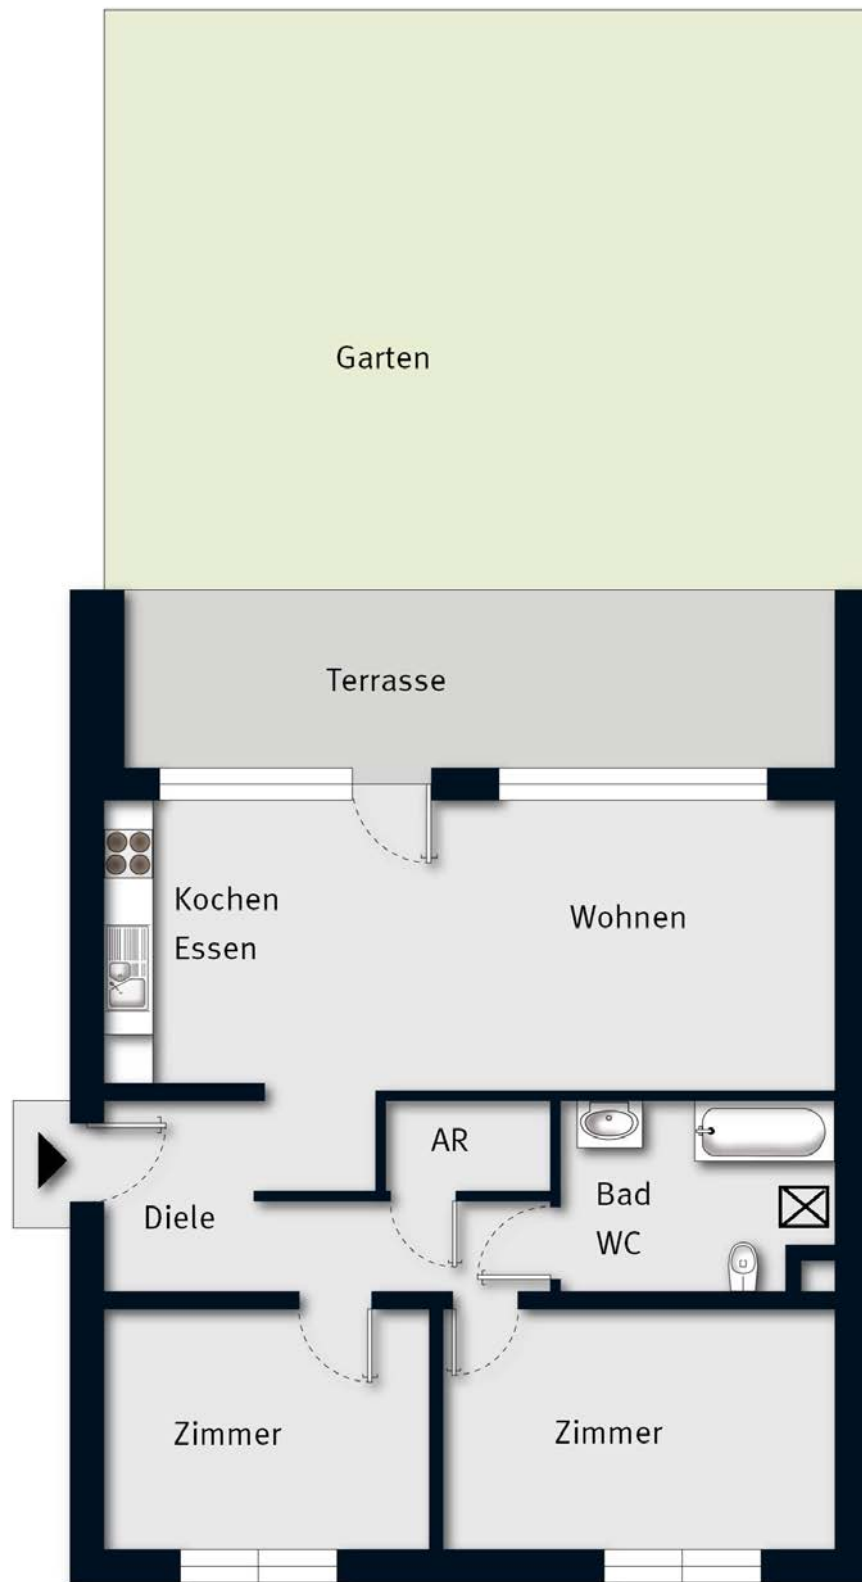 Garten
Terrasse
Kochen
Essen
Wohnen
AR
Diele
Bad
WC
Zimmer
Zimmer